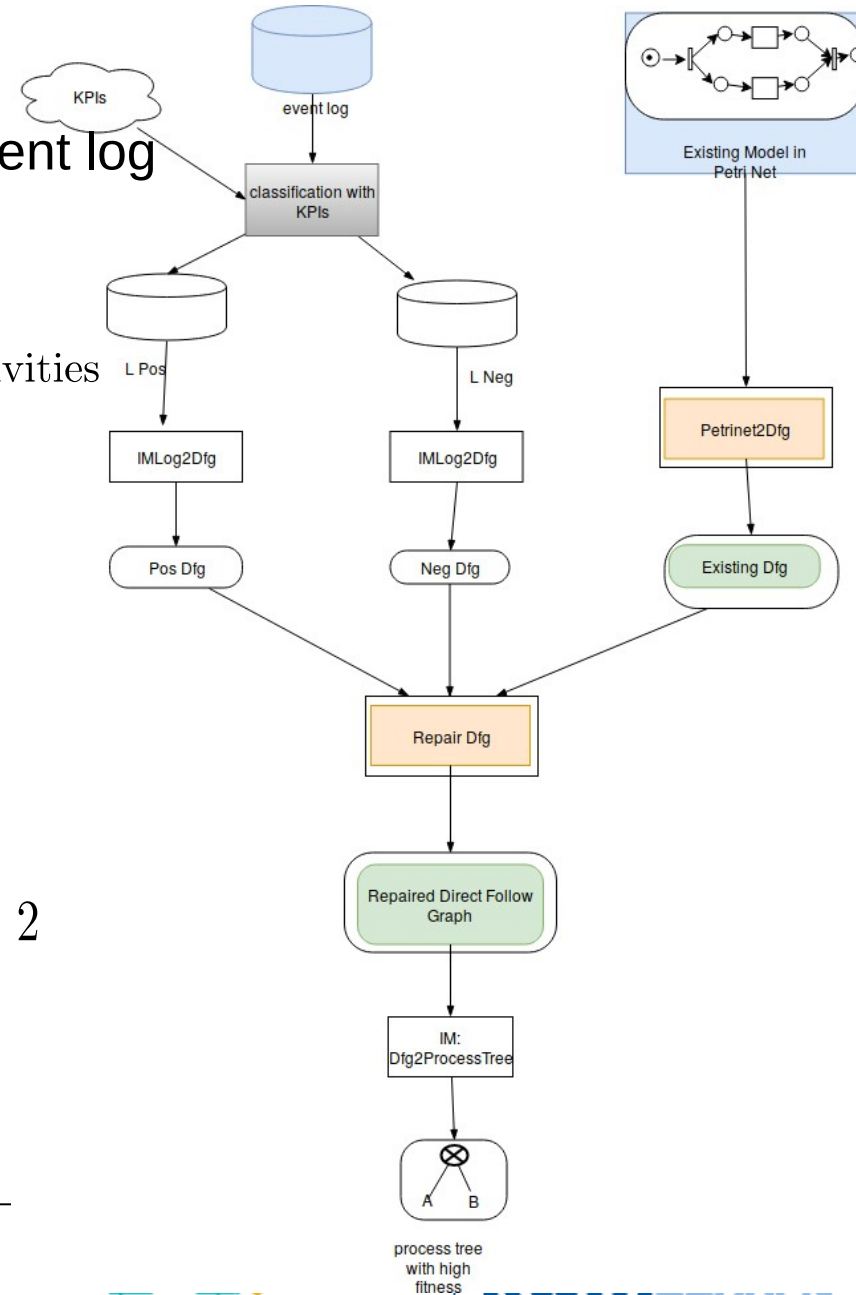 KPIs
event log
ent log
classification with
KPIs
Existing Model in
Petri Net
vities
L Pos
L Neg
Petrinet2Dfg
IMLog2Dfg
IMLog2Dfg
Pos Dfg
Neg Dfg
Existing Dfg
Repair Dfg
Repaired Direct Follow
Graph
2
IM:
Dfg2ProcessTree
A
B
process tree
with high
fitness